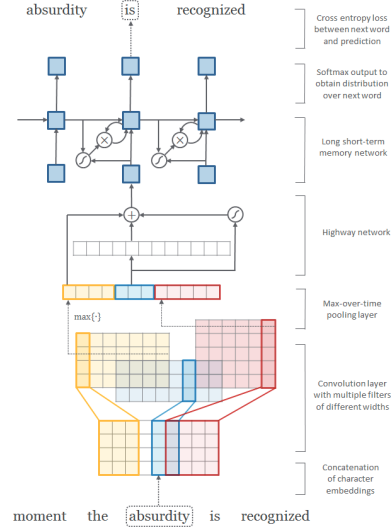 absurdity is recognized
Cross entropy loss
between next word
and prediction
Softmax output to
obtain distribution
over next word
Long short-term
memory network
Highway network
max{·}
Max-over-time
pooling layer
Convolution layer
with multiple filters
of different widths
Concatenation
of character
embeddings
moment the absurdity is recognized